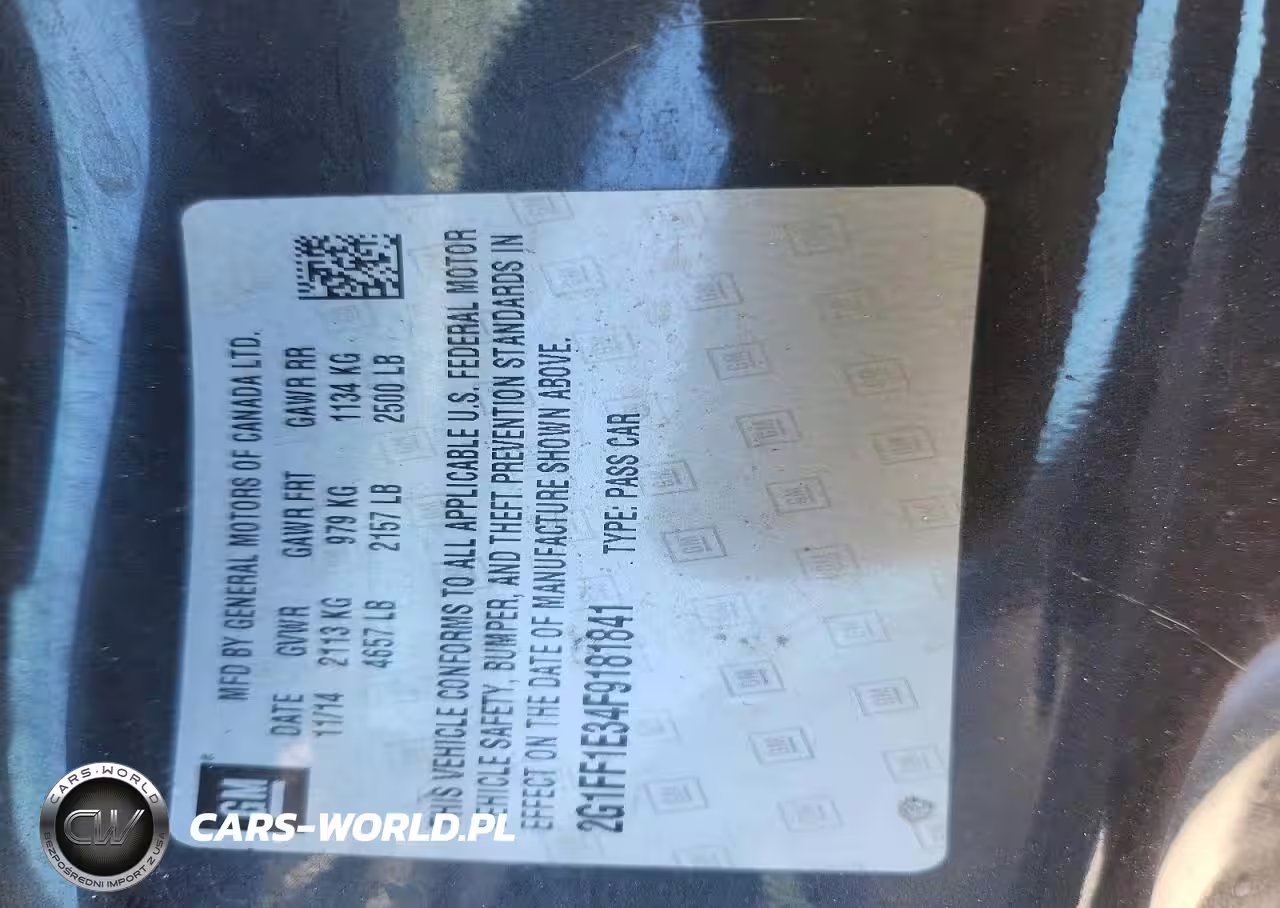 MFD BY GENERAL MOTORS OF CANADA LTD.
GM
DATE GVWR GAWR FRT GAWR RR
11/14 2113 KG 979 KG 1134 KG
4657 LB 2157 LB 2500 LB
THIS VEHICLE CONFORMS TO ALL APPLICABLE U.S. FEDERAL MOTOR
VEHICLE SAFETY, BUMPER, AND THEFT PREVENTION STANDARDS IN
EFFECT ON THE DATE OF MANUFACTURE SHOWN ABOVE.
2G1FF1E34F9181841 TYPE: PASS CAR
CARS-WORLD
CW
BEZPOŚREDNI IMPORT Z USA
CARS-WORLD.PL